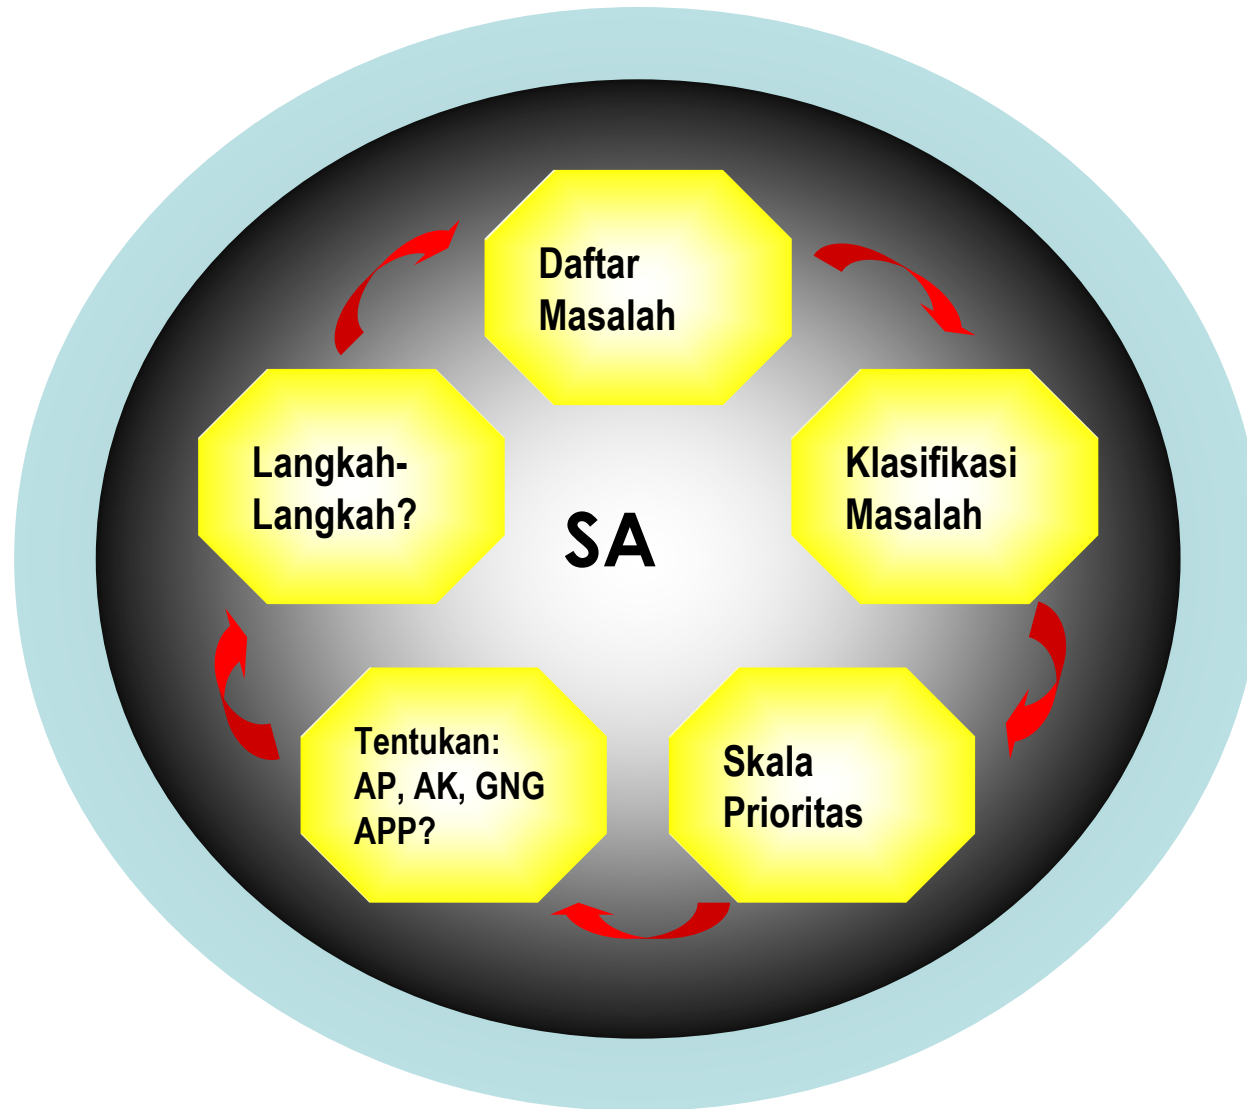 Daftar
Masalah
Klasifikasi
Masalah
Skala
Prioritas
Tentukan:
AP, AK, GNG
APP?
Langkah-
Langkah?
SA